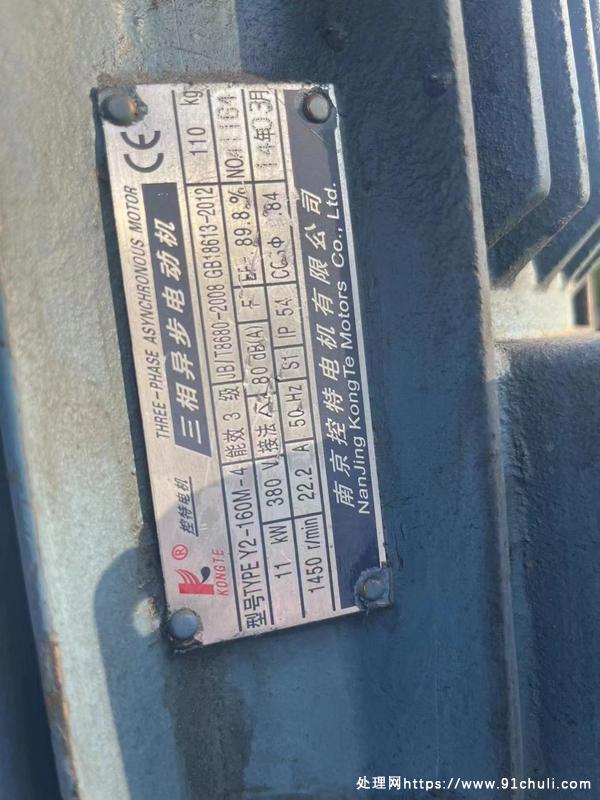 THREE-PHASE ASYNCHRONOUS MOTOR
控特电机 三相异步电动机 CE
KONGTE ®
型号TYPE Y2-160M-4 能效 3 级 JB/T8680-2008 GB18613-2012 110 kg
11 kW 380 V 接法 80 dB(A) EF 89.8 % NO.
1450 r/min 22.2 A 50 Hz S1 IP 54 .84 14年03月
南京控特电机有限公司
NanJing KongTe Motors Co., Ltd.
处理网https://www.91chuli.com/